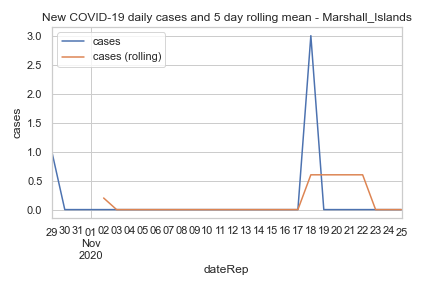 New COVID-19 daily cases and 5 day rolling mean - Marshall_Islands
cases
cases (rolling)
3.0
2.5
2.0
1.5
1.0
0.5
0.0
cases
29 30 31 01 02 03 04 05 06 07 08 09 10 11 12 13 14 15 16 17 18 19 20 21 22 23 24 25
Nov
2020
dateRep